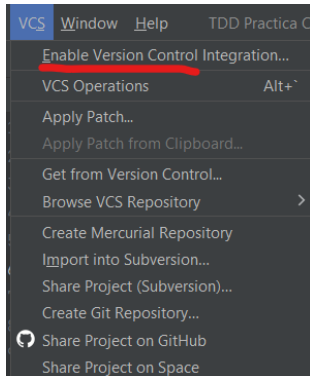 VCS Window Help TDD Practica
Enable Version Control Integration...
VCS Operations Alt+`
Apply Patch...
Apply Patch from Clipboard...
Get from Version Control...
Browse VCS Repository
Create Mercurial Repository
Import into Subversion...
Share Project (Subversion)...
Create Git Repository...
Share Project on GitHub
Share Project on Space